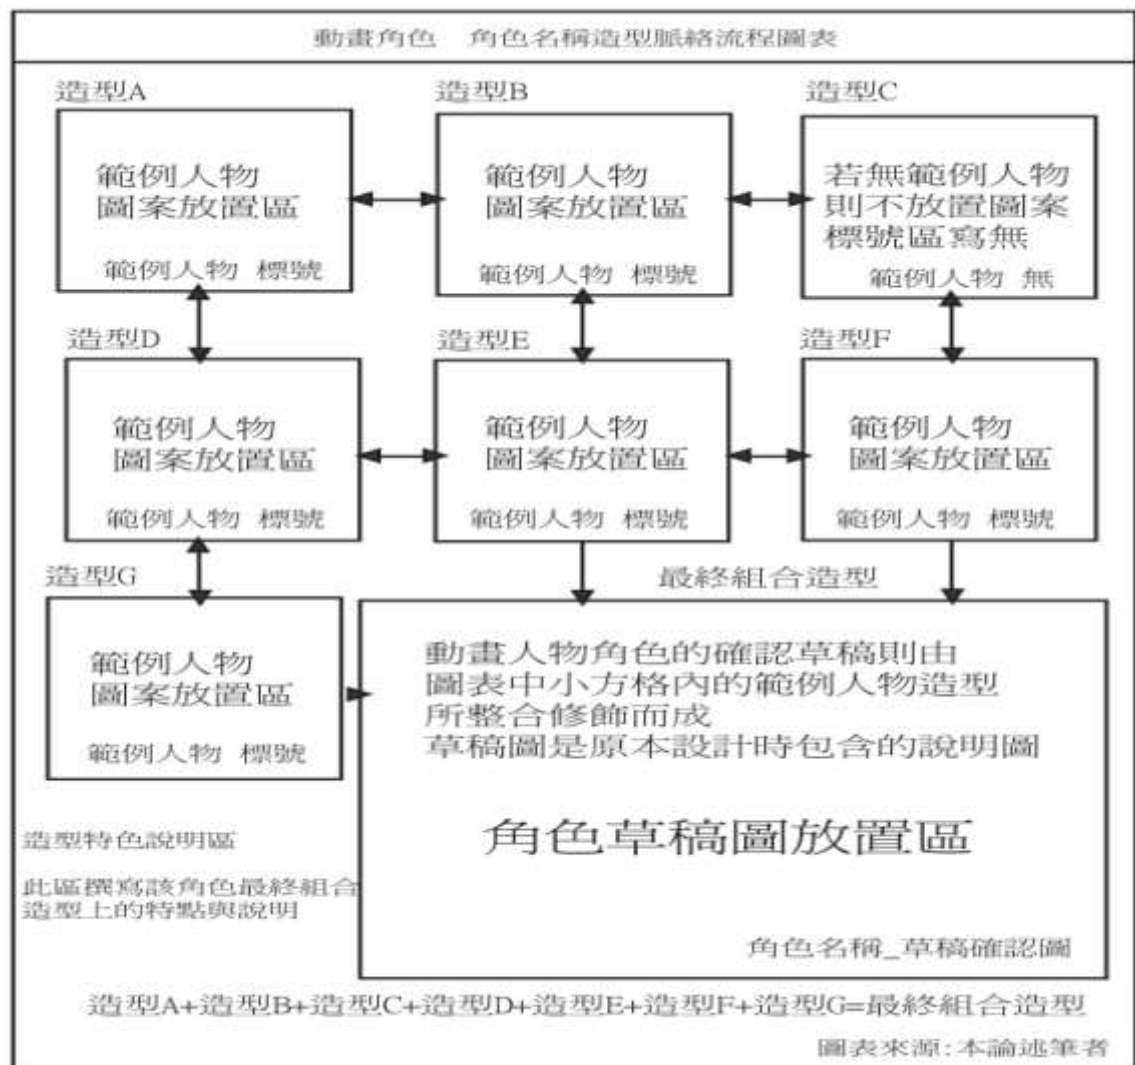 動畫角色　角色名稱造型脈絡流程圖表
造型A
範例人物
圖案放置區
範例人物 標號
造型B
範例人物
圖案放置區
範例人物 標號
造型C
若無範例人物
則不放置圖案
標號區寫無
範例人物 無
造型D
範例人物
圖案放置區
範例人物 標號
造型E
範例人物
圖案放置區
範例人物 標號
造型F
範例人物
圖案放置區
範例人物 標號
造型G
範例人物
圖案放置區
範例人物 標號
最終組合造型
動畫人物角色的確認草稿則由
圖表中小方格內的範例人物造型
所整合修飾而成
草稿圖是原本設計時包含的說明圖
角色草稿圖放置區
角色名稱_草稿確認圖
造型特色說明區
此區撰寫該角色最終組合
造型上的特點與說明
造型A+造型B+造型C+造型D+造型E+造型F+造型G=最終組合造型
圖表來源:本論述筆者